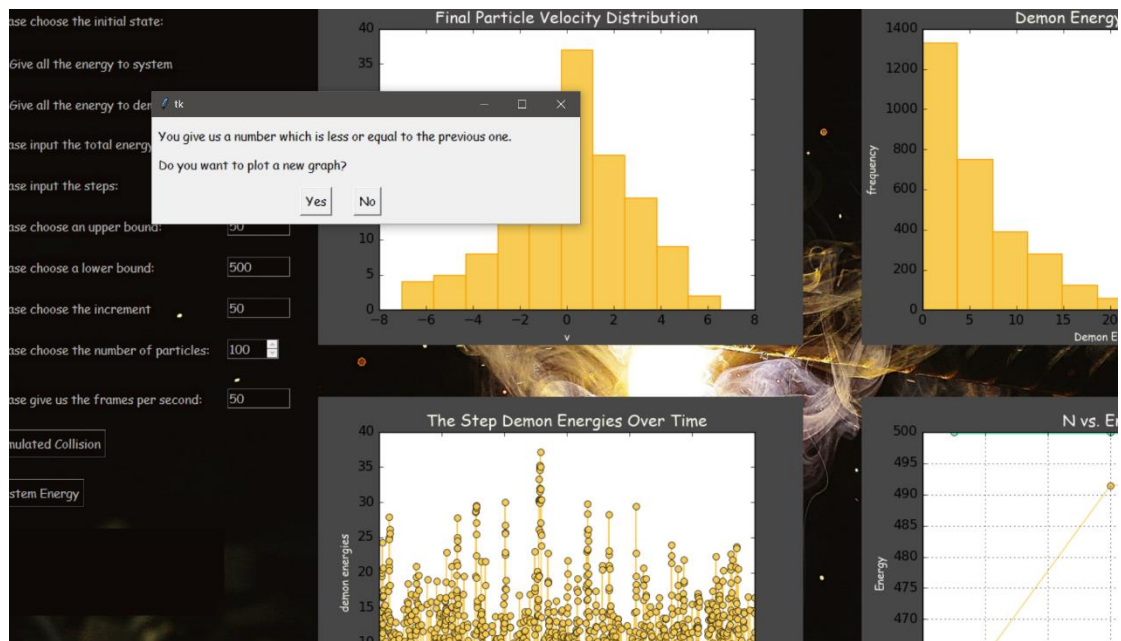 ase choose the initial state:
Give all the energy to system
Give all the energy to den
ase input the total energy
ase input the steps:
ase choose an upper bound:
50
ase choose a lower bound:
500
ase choose the increment
50
ase choose the number of particles:
100
ase give us the frames per second:
50
mulated Collision
stem Energy
tk
You give us a number which is less or equal to the previous one.
Do you want to plot a new graph?
Yes No
Final Particle Velocity Distribution
40
35
10
5
0
−8 −6 −4 −2 0 2 4 6 8
v
Demon Energy
1400
1200
1000
800
600
400
200
0
frequency
0 5 10 15 20
Demon E
The Step Demon Energies Over Time
40
35
30
25
20
15
10
demon energies
N vs. En
500
495
490
485
480
475
470
Energy